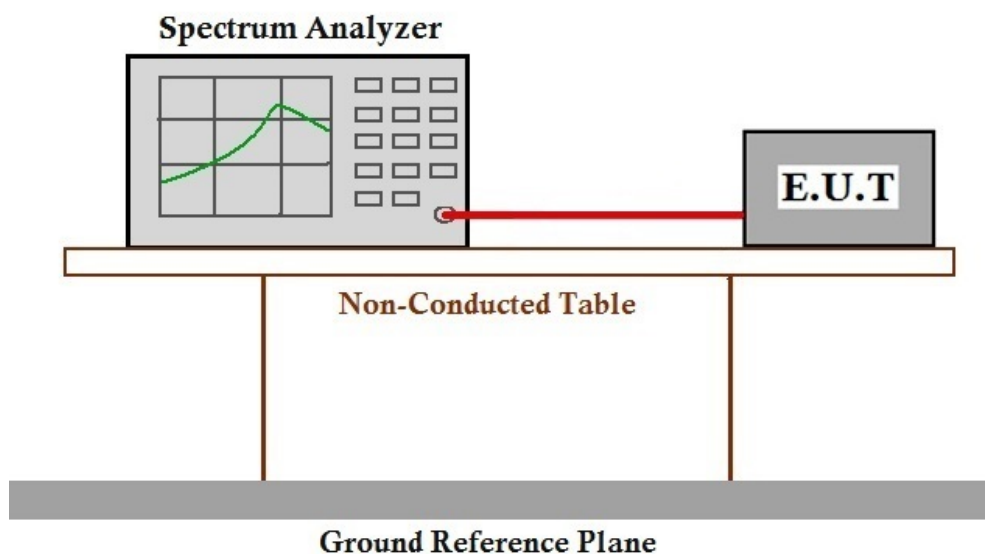 Spectrum Analyzer
E.U.T
Non-Conducted Table
Ground Reference Plane